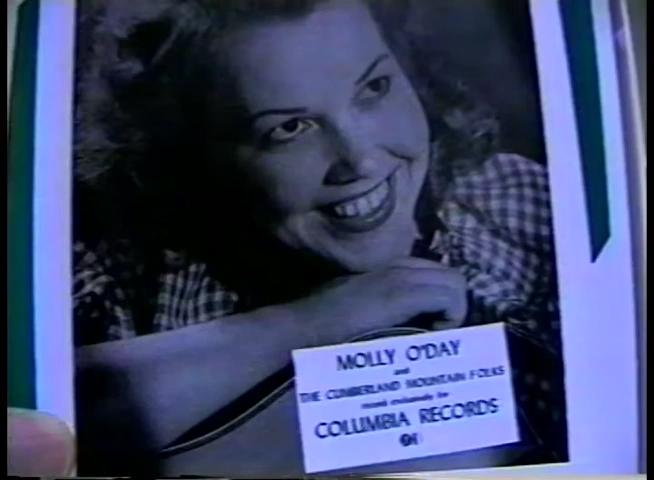 MOLLY O'DAY
and
THE CUMBERLAND MOUNTAIN FOLKS
record exclusively for
COLUMBIA RECORDS